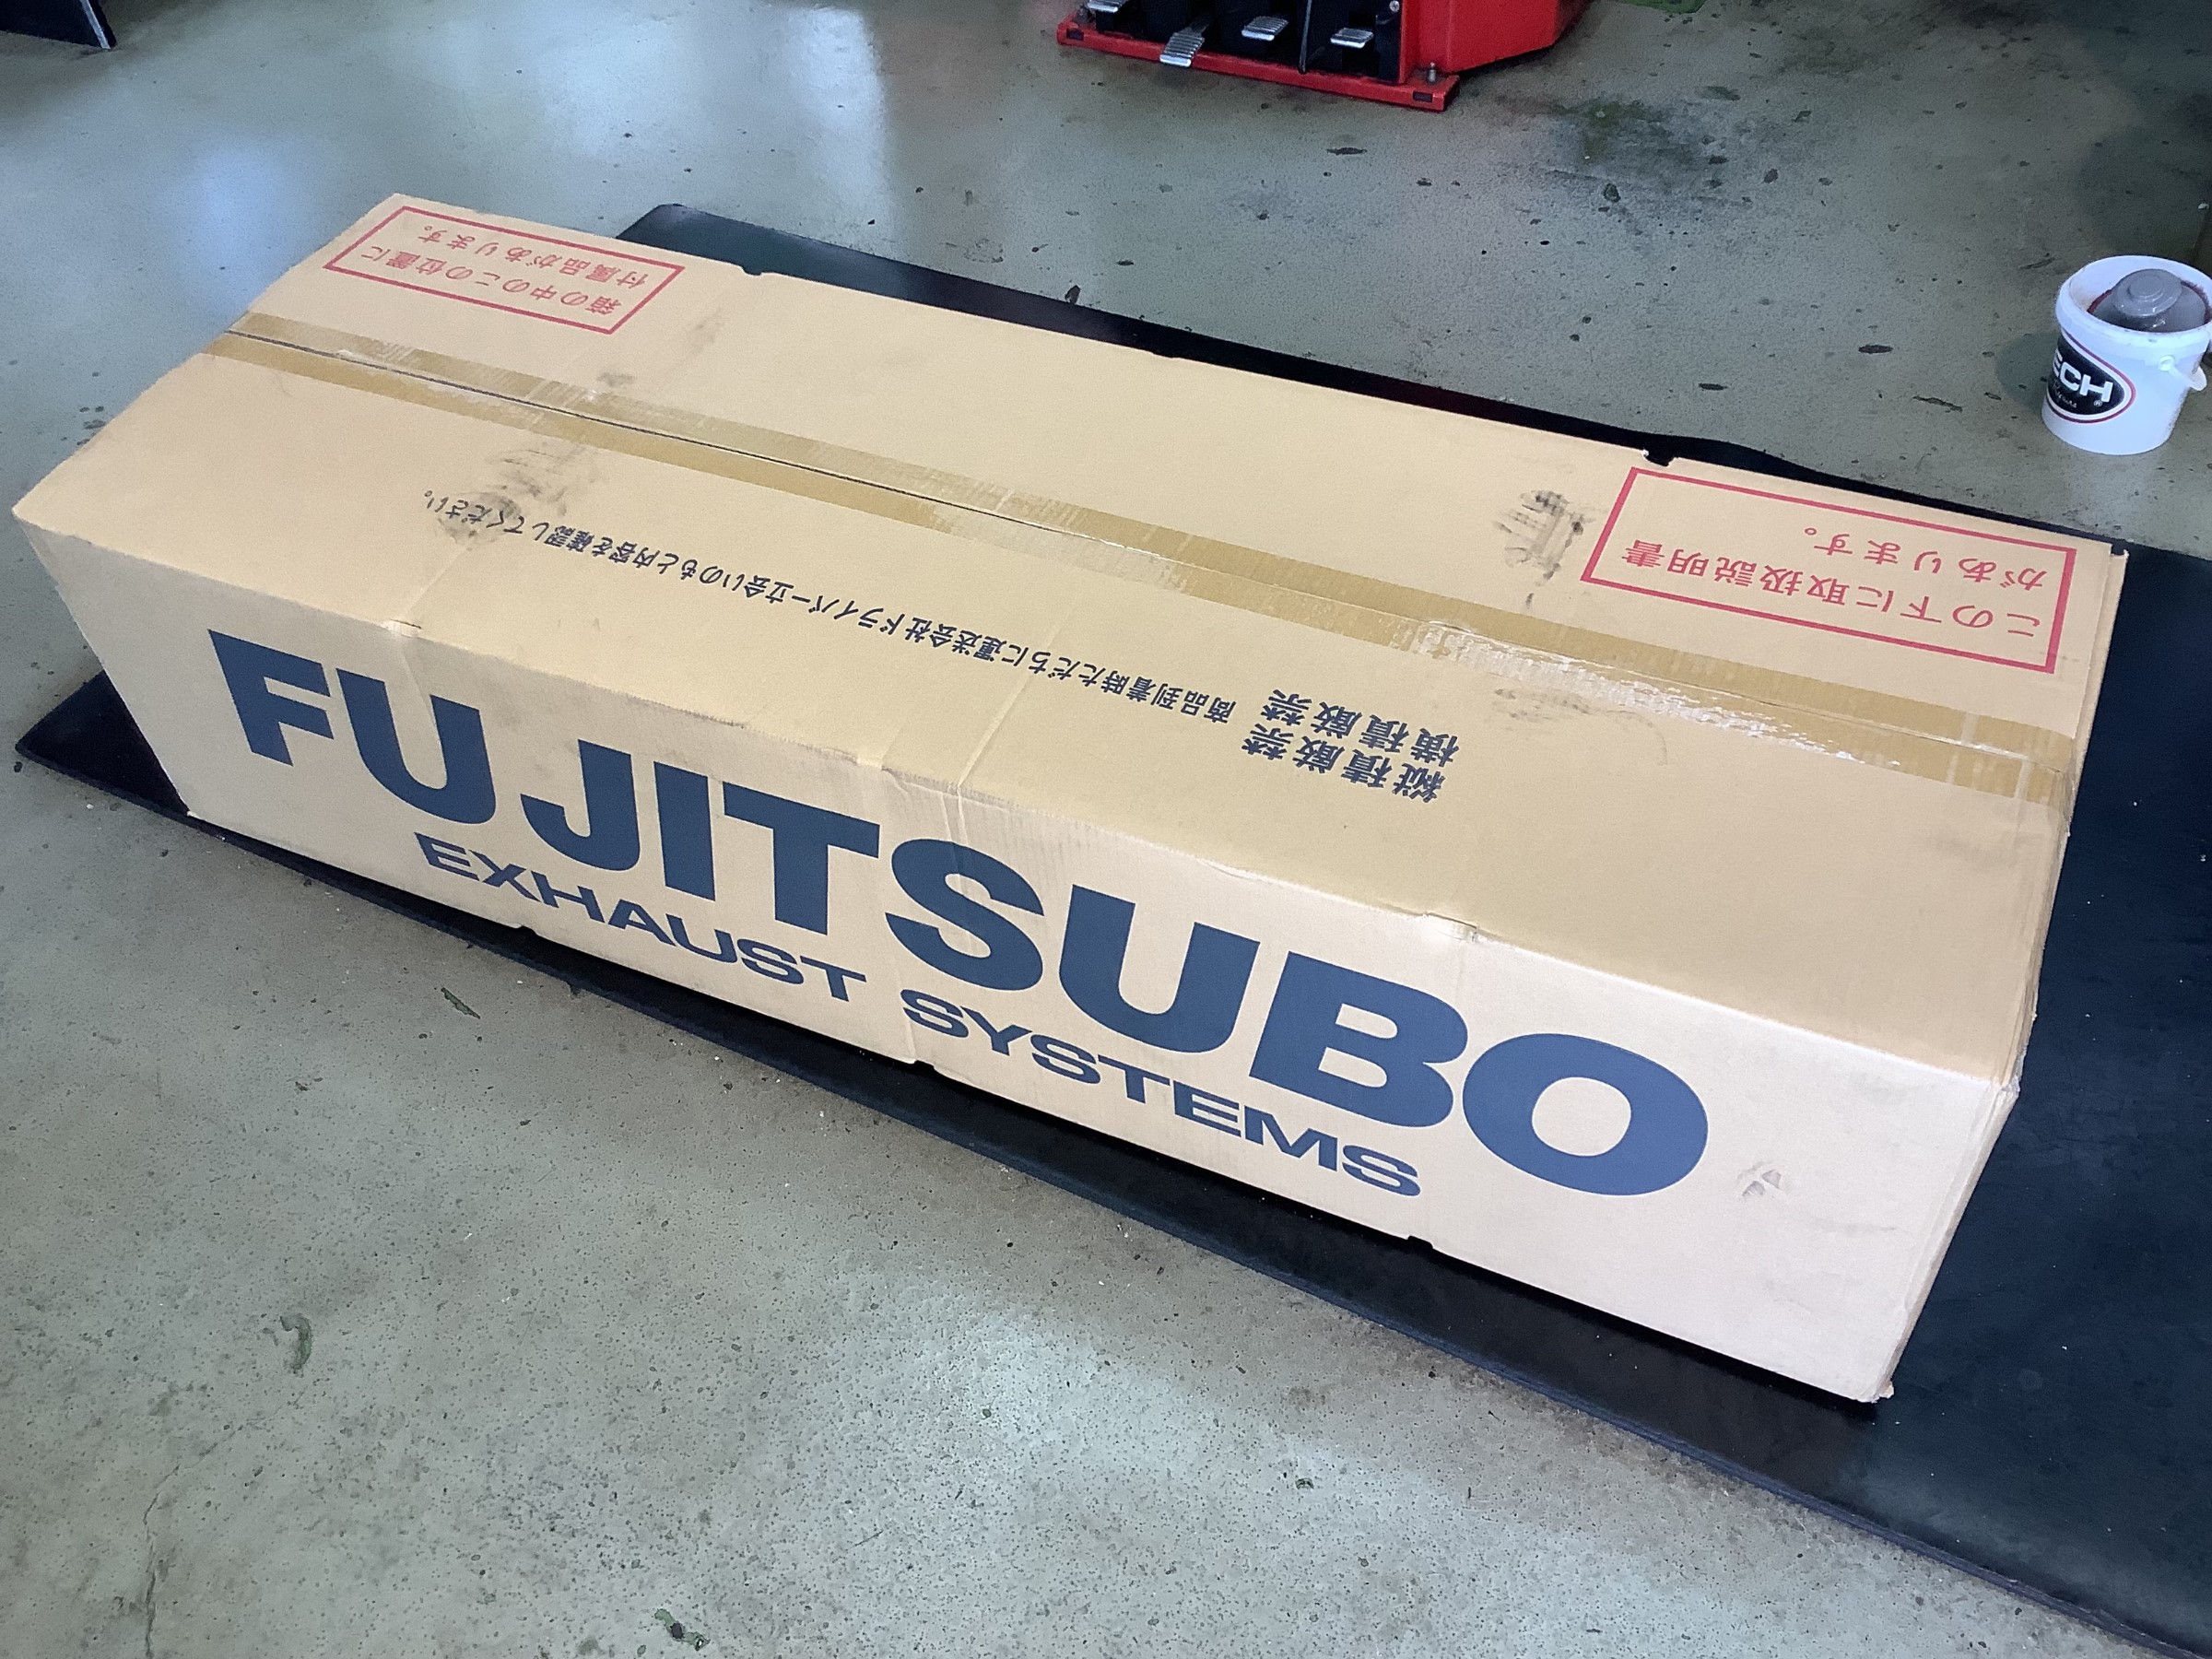 箱の中のこの位置に
付属品があります。
この下に取扱説明書
があります。
縦積厳禁
横積厳禁
商品到着時ただちに運送会社ドライバー立会いのもと内容を確認してください。
FUJITSUBO
EXHAUST SYSTEMS
ECH